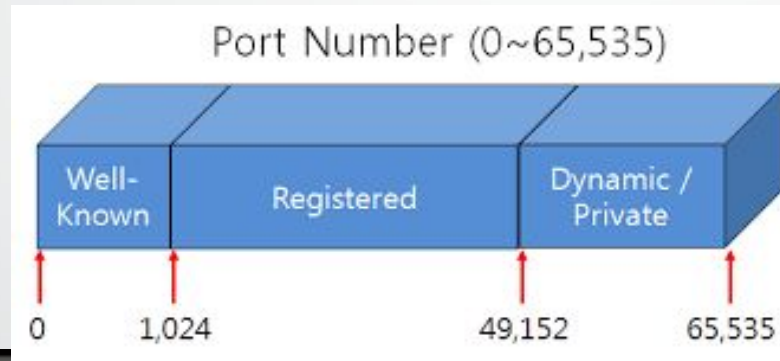 Port Number (0~65,535)
Well-
Known
Registered
Dynamic /
Private
0
1,024
49,152
65,535